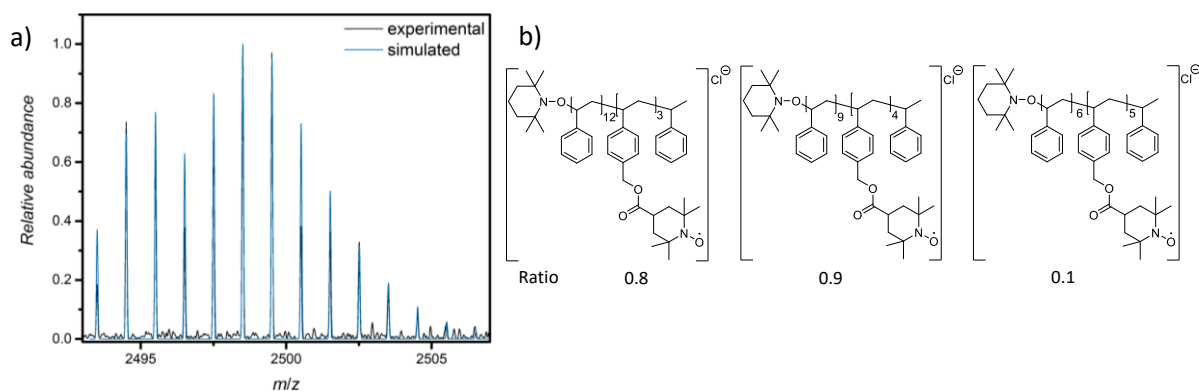 a)
experimental
simulated
1.0
0.8
0.6
0.4
0.2
0.0
Relative abundance
2495
2500
2505
m/z
b)
N
O
12
3
O
O
N
O
Cl⊖
N
O
9
4
O
O
N
O
Cl⊖
N
O
6
5
O
O
N
O
Cl⊖
Ratio 0.8 0.9 0.1